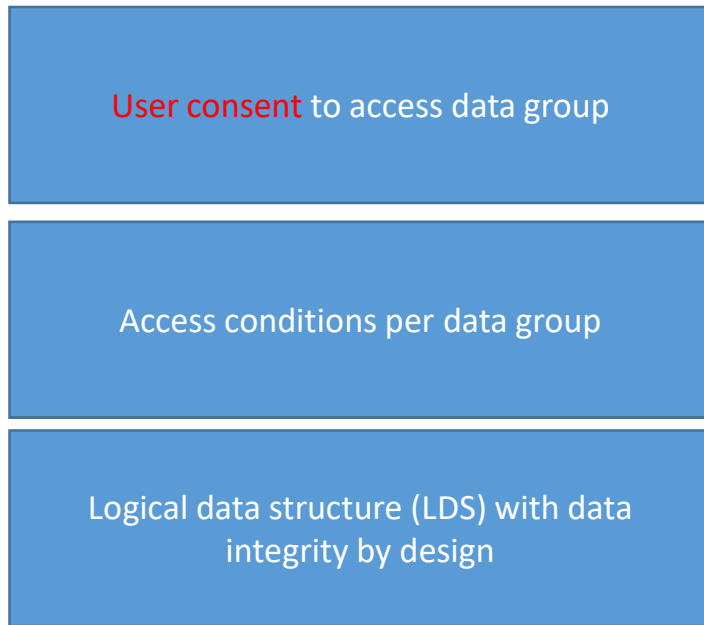 User consent to access data group
Access conditions per data group
Logical data structure (LDS) with data
integrity by design